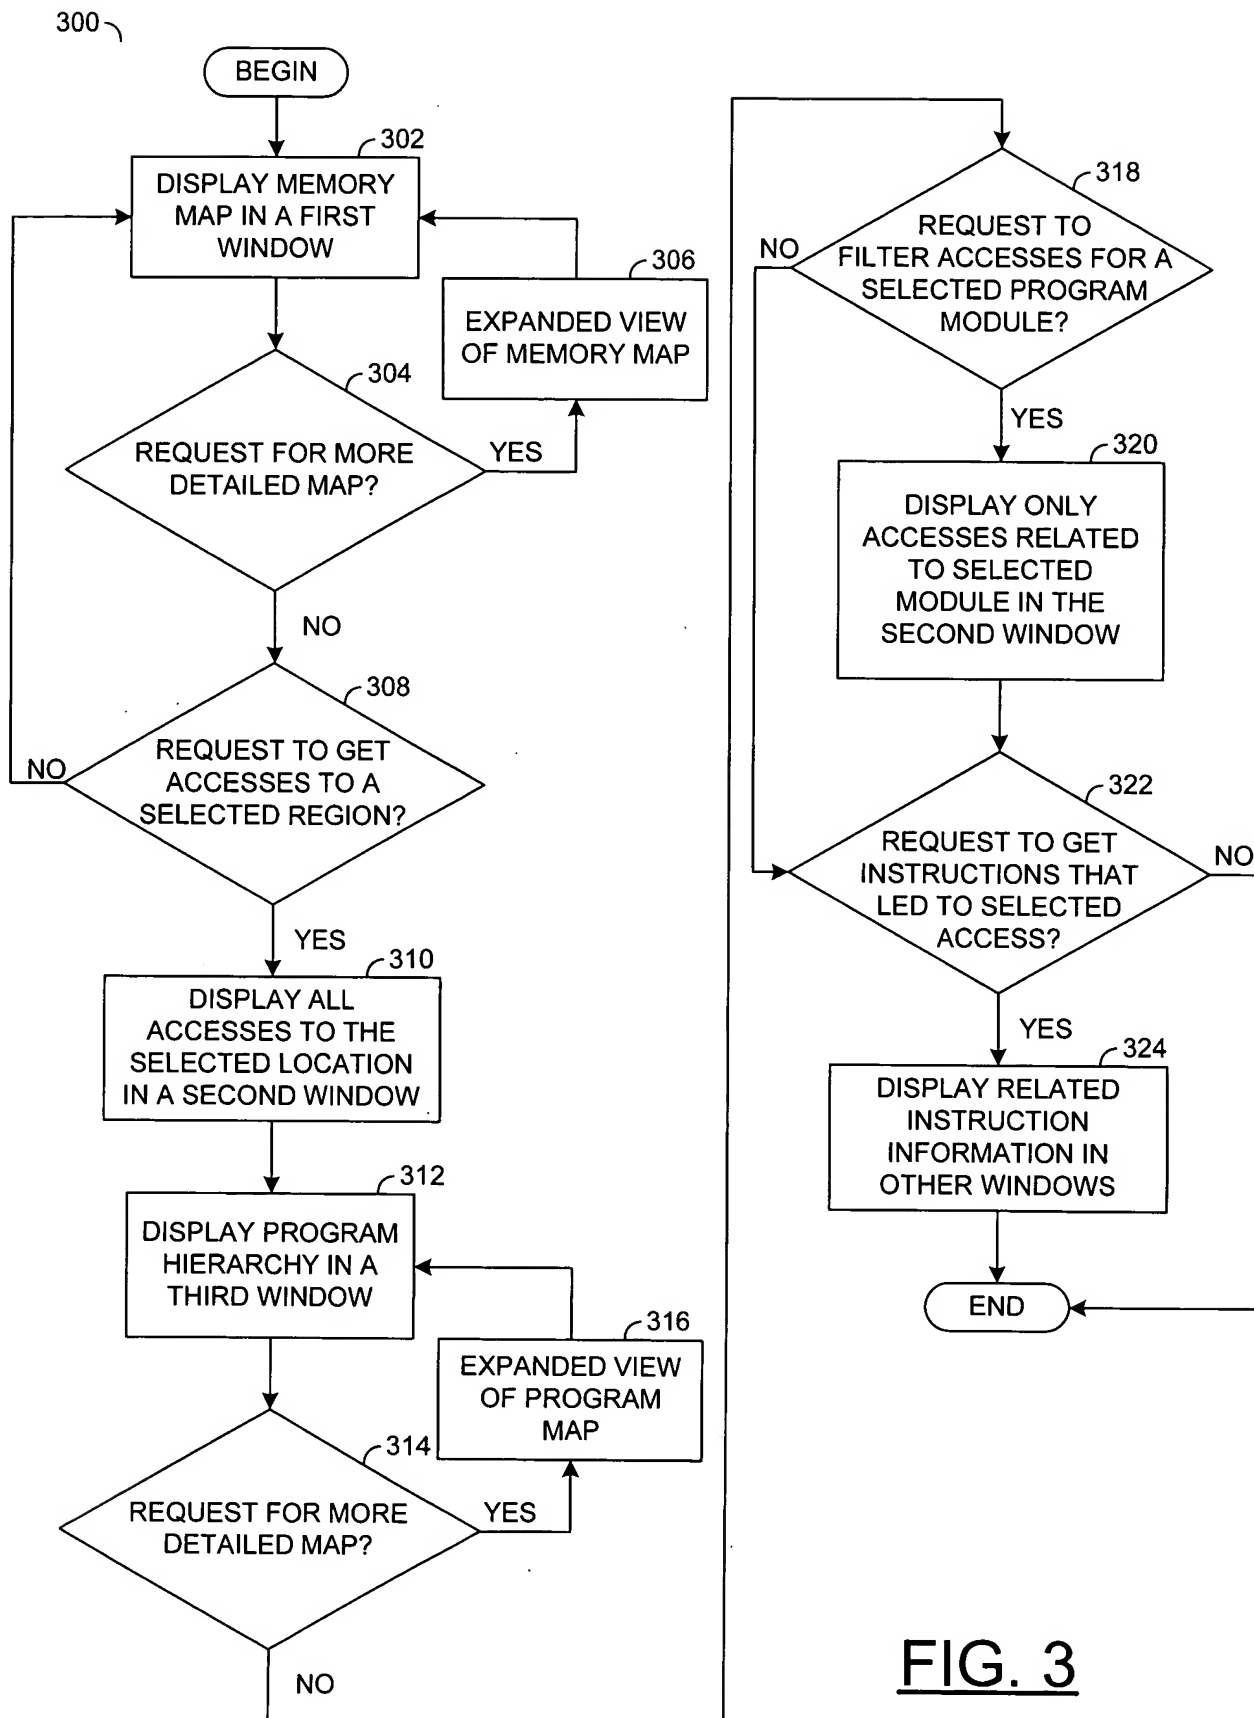 300
BEGIN
302
DISPLAY MEMORY
MAP IN A FIRST
WINDOW
306
EXPANDED VIEW
OF MEMORY MAP
304
REQUEST FOR MORE
DETAILED MAP?
YES
NO
308
REQUEST TO GET
ACCESSES TO A
SELECTED REGION?
NO
YES
310
DISPLAY ALL
ACCESSES TO THE
SELECTED LOCATION
IN A SECOND WINDOW
312
DISPLAY PROGRAM
HIERARCHY IN A
THIRD WINDOW
316
EXPANDED VIEW
OF PROGRAM
MAP
314
REQUEST FOR MORE
DETAILED MAP?
YES
NO
318
REQUEST TO
FILTER ACCESSES FOR A
SELECTED PROGRAM
MODULE?
NO
YES
320
DISPLAY ONLY
ACCESSES RELATED
TO SELECTED
MODULE IN THE
SECOND WINDOW
322
REQUEST TO GET
INSTRUCTIONS THAT
LED TO SELECTED
ACCESS?
NO
YES
324
DISPLAY RELATED
INSTRUCTION
INFORMATION IN
OTHER WINDOWS
END
FIG. 3